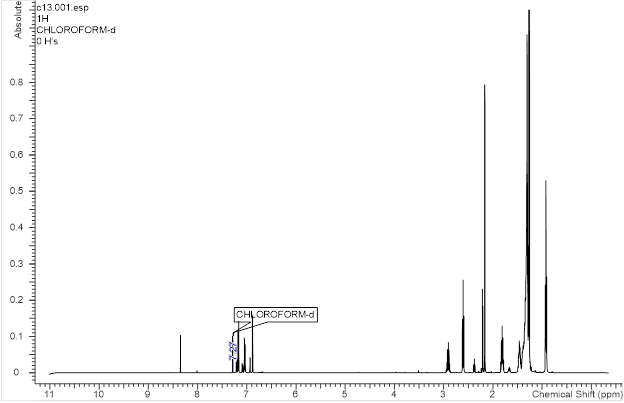 c13.001.esp
1H
CHLOROFORM-d
0 H's
Absolute
0.8
0.7
0.6
0.5
0.4
0.3
0.2
0.1
0
CHLOROFORM-d
7.27
11 10 9 8 7 6 5 4 3 2 Chemical Shift (ppm)